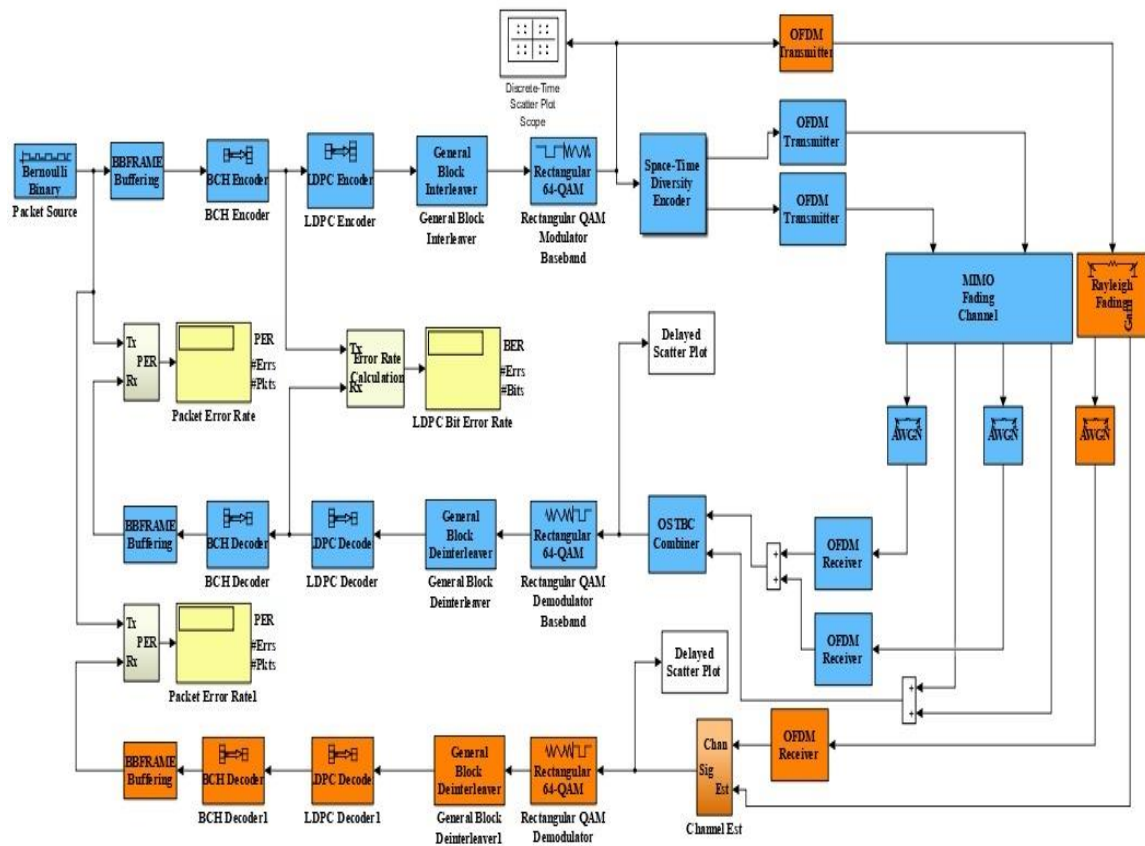 OFDM
Transmitter
Discrete-Time
Scatter Plot
Scope
Bernoulli
Binary
Packet Source
BBFRAME
Buffering
BCH Encoder
BCH Encoder
LDPC Encoder
LDPC Encoder
General
Block
Interleaver
General Block
Interleaver
Rectangular
64-QAM
Rectangular QAM
Modulator
Baseband
Space-Time
Diversity
Encoder
OFDM
Transmitter
OFDM
Transmitter
MIMO
Fading
Channel
Rayleigh
Fading
Gain
Tx
Rx
PER
PER
#Errs
#Pkts
Packet Error Rate
Tx
Rx
Error Rate
Calculation
BER
#Errs
#Bits
LDPC Bit Error Rate
Delayed
Scatter Plot
AWGN
AWGN
AWGN
BBFRAME
Buffering
BCH Decoder
BCH Decoder
LDPC Decode
LDPC Decoder
General
Block
Deinterleaver
General Block
Deinterleaver
Rectangular
64-QAM
Rectangular QAM
Demodulator
Baseband
OSTBC
Combiner
+
+
OFDM
Receiver
OFDM
Receiver
+
+
Tx
Rx
PER
PER
#Errs
#Pkts
Packet Error Rate1
Delayed
Scatter Plot
BBFRAME
Buffering
BCH Decoder
BCH Decoder1
LDPC Decode
LDPC Decoder1
General
Block
Deinterleaver
General Block
Deinterleaver1
Rectangular
64-QAM
Rectangular QAM
Demodulator
Chan
Sig
Est
Channel Est
OFDM
Receiver